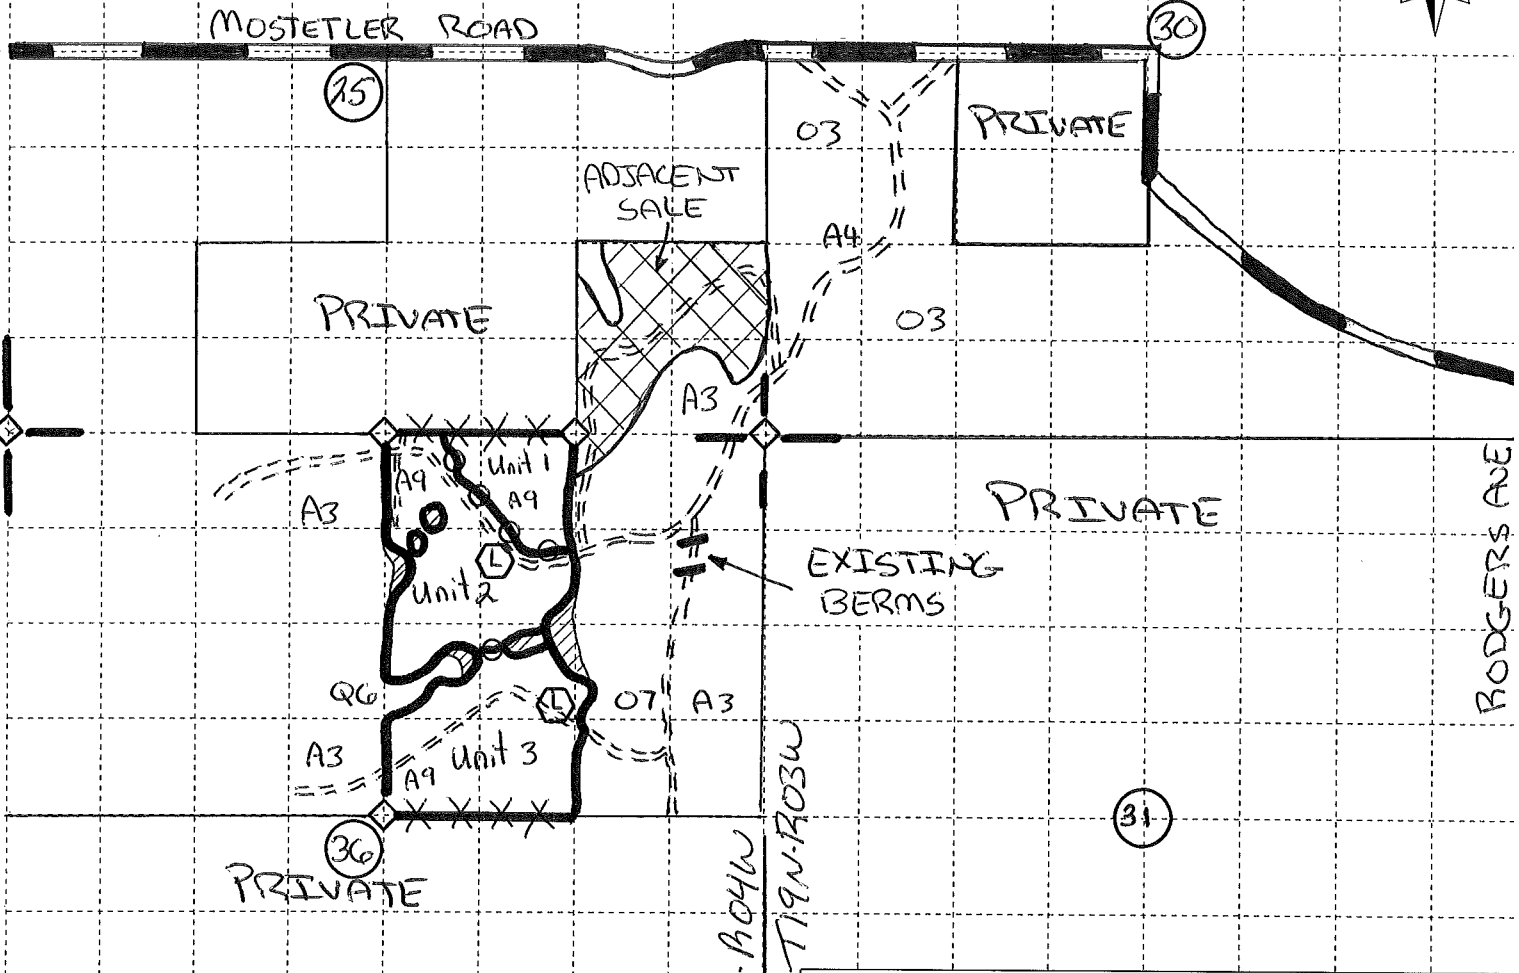 MOSTETLER ROAD
30
25
03
PRIVATE
ADJACENT
SALE
A4
PRIVATE
03
A3
Unit 1
A9
A9
A3
PRIVATE
L
EXISTING
BERMS
Unit 2
RODGERS AVE
Q6
L
07
A3
A3
Unit 3
A9
31
36
PRIVATE
R04W
T19N-R03W